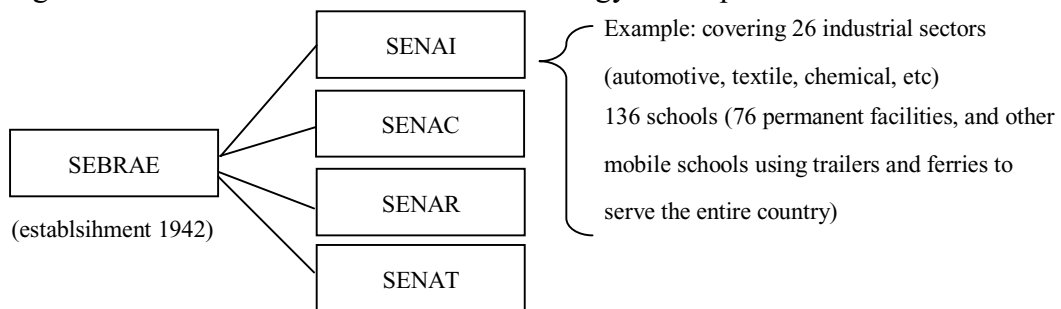 SENAI
SENAC
SEBRAE
SENAR
(establsihment 1942)
SENAT
Example: covering 26 industrial sectors
(automotive, textile, chemical, etc)
136 schools (76 permanent facilities, and other
mobile schools using trailers and ferries to
serve the entire country)